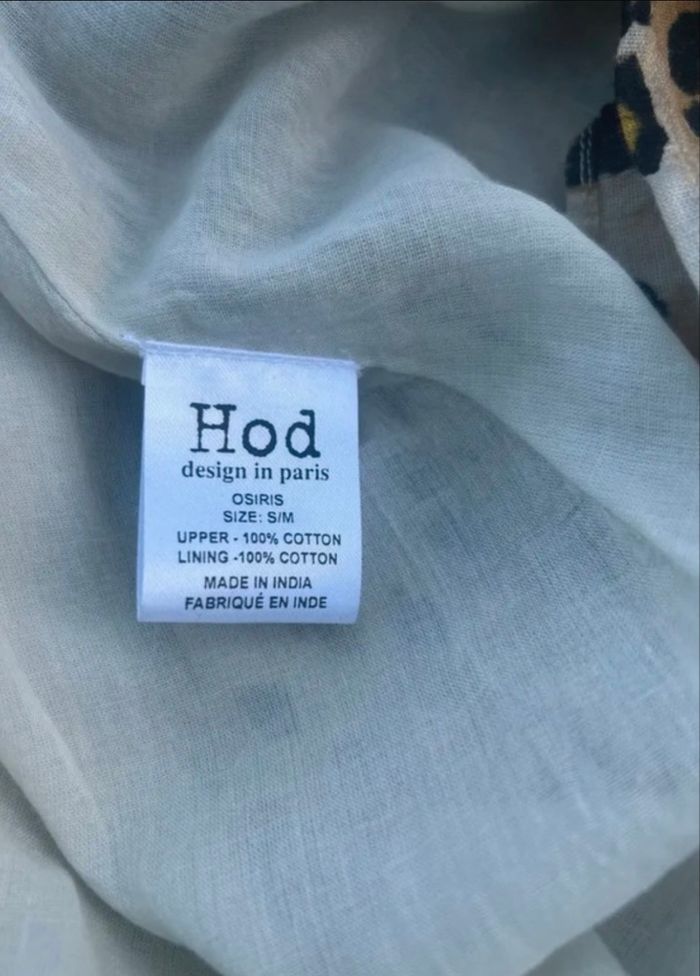 Hod
design in paris
OSIRIS
SIZE: S/M
UPPER - 100% COTTON
LINING -100% COTTON
MADE IN INDIA
FABRIQUÉ EN INDE